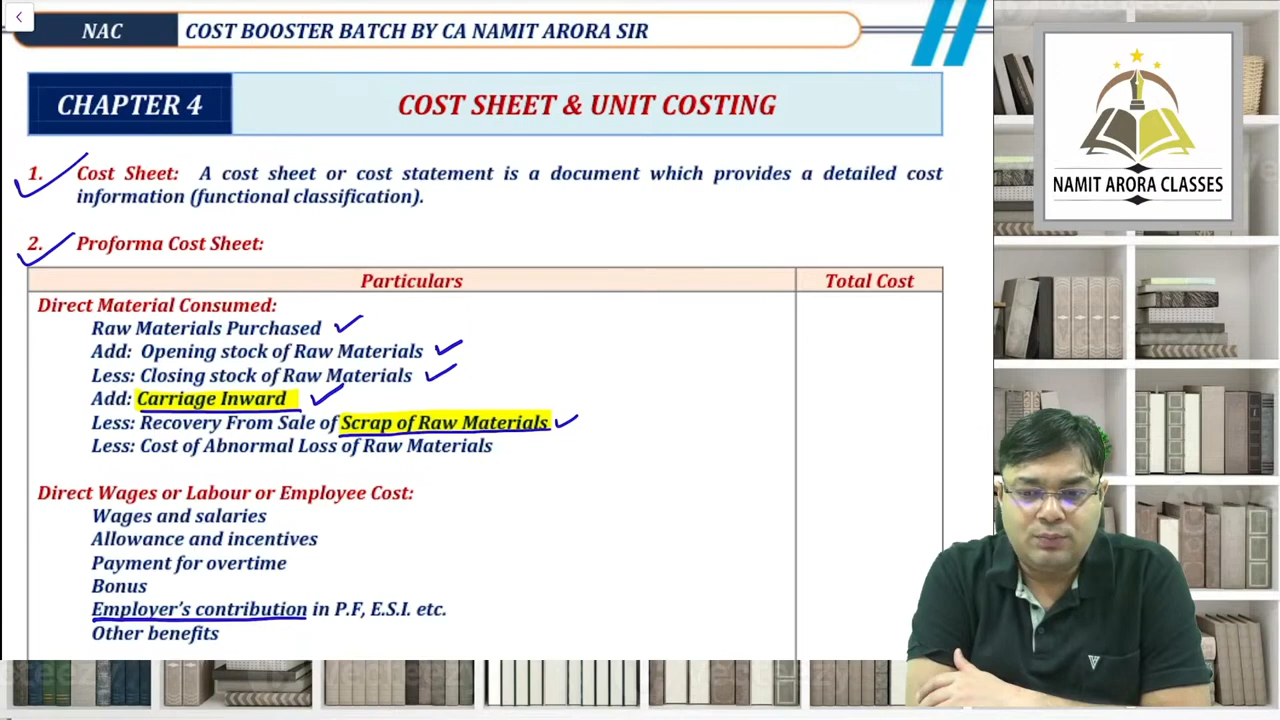 NAC
COST BOOSTER BATCH BY CA NAMIT ARORA SIR
CHAPTER 4
COST SHEET & UNIT COSTING
1. Cost Sheet: A cost sheet or cost statement is a document which provides a detailed cost
information (functional classification).
2. Proforma Cost Sheet:
Particulars
Total Cost
Direct Material Consumed:
Raw Materials Purchased
Add: Opening stock of Raw Materials
Less: Closing stock of Raw Materials
Add: Carriage Inward
Less: Recovery From Sale of Scrap of Raw Materials
Less: Cost of Abnormal Loss of Raw Materials
Direct Wages or Labour or Employee Cost:
Wages and salaries
Allowance and incentives
Payment for overtime
Bonus
Employer's contribution in P.F, E.S.I. etc.
Other benefits
NAMIT ARORA CLASSES